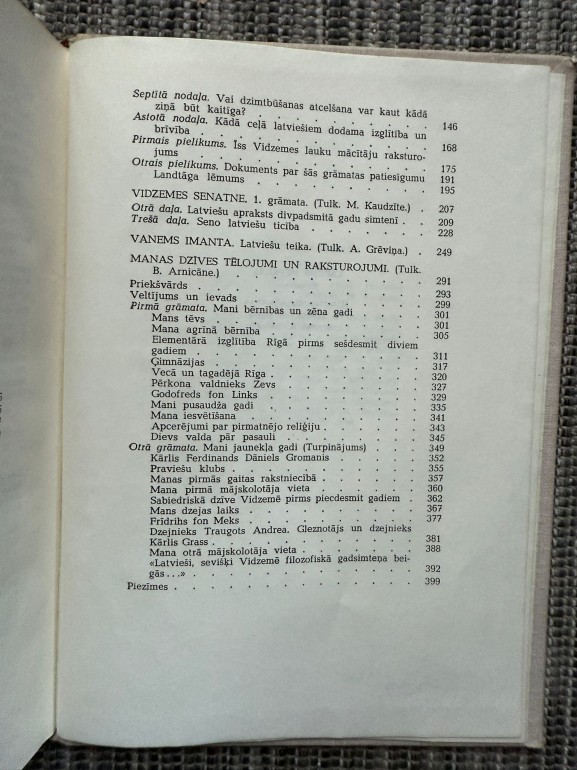 Septītā nodaļa. Vai dzimtbūšanas atcelšana var kaut kādā
ziņā būt kaitīga? . . . . . . . . . . 146
Astotā nodaļa. Kādā ceļā latviešiem dodama izglītība un
brīvība . . . . . . . . . . . . 168
Pirmais pielikums. Īss Vidzemes lauku mācītāju raksturo-
jums . . . . . . . . . . . . . 175
Otrais pielikums. Dokuments par šās grāmatas patiesīgumu 191
Landtāga lēmums . . . . . . . . . . 195
VIDZEMES SENATNE. 1. grāmata. (Tulk. M. Kaudzīte.) . 207
Otrā daļa. Latviešu apraksts divpadsmitā gadu simtenī . . 209
Trešā daļa. Seno latviešu ticība . . . . . . . 228
VANEMS IMANTA. Latviešu teika. (Tulk. A. Grēviņa.) . 249
MANAS DZĪVES TĒLOJUMI UN RAKSTUROJUMI. (Tulk.
B. Arnicāne.) . . . . . . . . . . . 291
Priekšvārds . . . . . . . . . . . . 293
Veltījums un ievads . . . . . . . . . . 299
Pirmā grāmata. Mani bērnības un zēna gadi . . . . 301
Mans tēvs . . . . . . . . . . . . 301
Mana agrīnā bērnība . . . . . . . . . 305
Elementārā izglītība Rīgā pirms sešdesmit diviem
gadiem . . . . . . . . . . . . 311
Ģimnāzijas . . . . . . . . . . . 317
Vecā un tagadējā Rīga . . . . . . . . . 320
Pērkona valdnieks Zevs . . . . . . . . 327
Godofreds fon Links . . . . . . . . . 329
Mani pusaudža gadi . . . . . . . . . 335
Mana iesvētīšana . . . . . . . . . . 341
Apcerējumi par pirmatnējo reliģiju . . . . . . 343
Dievs valda pār pasauli . . . . . . . . 345
Otrā grāmata. Mani jaunekļa gadi (Turpinājums) . . . 349
Kārlis Ferdinands Dāniels Gromanis . . . . . 352
Praviešu klubs . . . . . . . . . . 355
Manas pirmās gaitas rakstniecībā . . . . . . 357
Mana pirmā mājskolotāja vieta . . . . . . 360
Sabiedriskā dzīve Vidzemē pirms piecdesmit gadiem . 362
Mans dzejas laiks . . . . . . . . . . 367
Frīdrihs fon Meks . . . . . . . . . . 377
Dzejnieks Traugots Andrea. Gleznotājs un dzejnieks
Kārlis Grass . . . . . . . . . . . 381
Mana otrā mājskolotāja vieta . . . . . . . 388
«Latvieši, sevišķi Vidzemē filozofiskā gadsimteņa bei-
gās...» . . . . . . . . . . . . 392
Piezīmes . . . . . . . . . . . . . 399